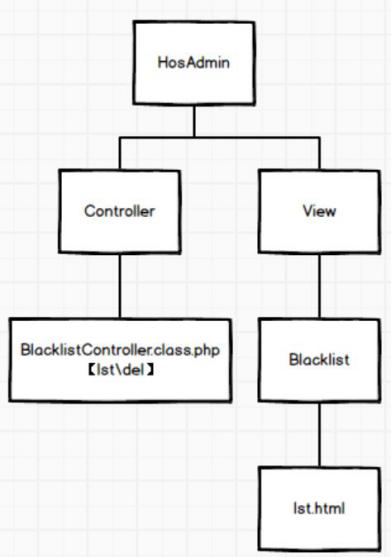 HosAdmin
Controller
View
BlacklistController.class.php
【lst\del】
Blacklist
lst.html